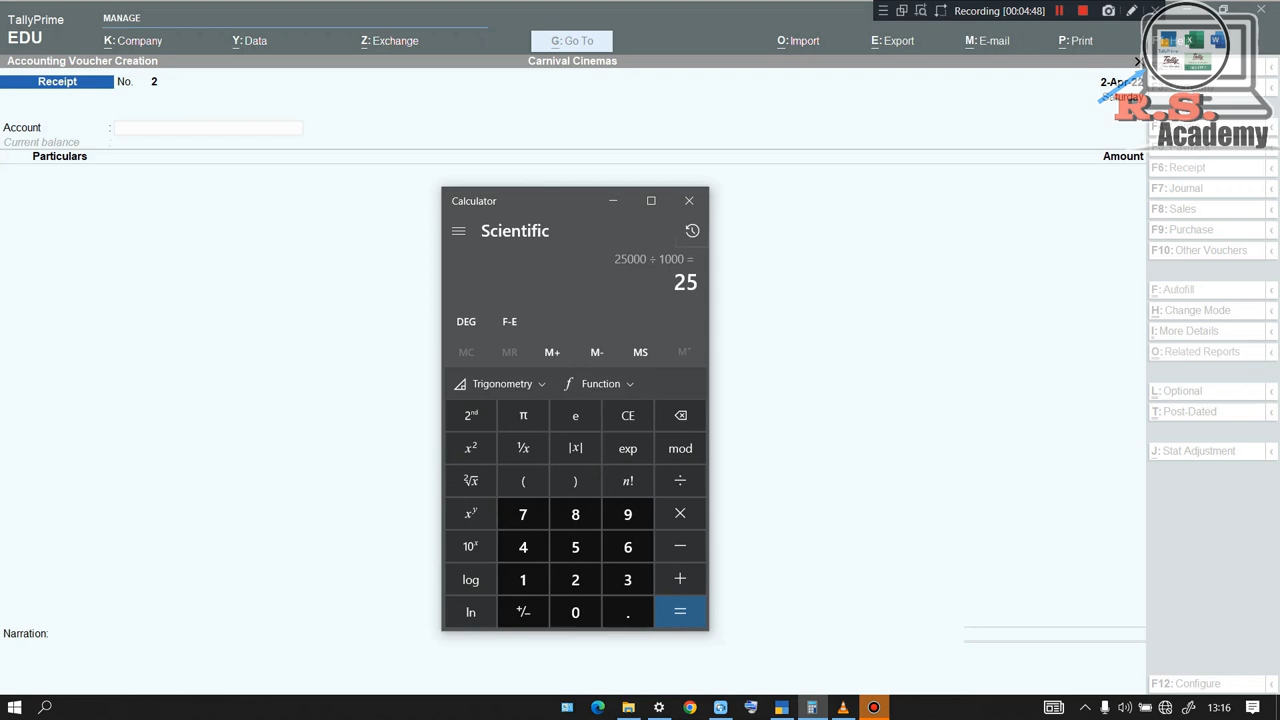 TallyPrime
EDU
MANAGE
K: Company
Y: Data
Z: Exchange
G: Go To
O: Import
E: Export
M: E-mail
P: Print
Recording [00:04:48]
Accounting Voucher Creation
Carnival Cinemas
Receipt
No.
2
2-Apr-22
Saturday
Account
:
Current balance
:
Particulars
Amount
R.S.
Academy
F6: Receipt
F7: Journal
F8: Sales
F9: Purchase
F10: Other Vouchers
F: Autofill
H: Change Mode
I: More Details
O: Related Reports
L: Optional
T: Post-Dated
J: Stat Adjustment
F12: Configure
Calculator
Scientific
25000 ÷ 1000 =
25
DEG
F-E
MC
MR
M+
M-
MS
M˅
Trigonometry
f
Function
2nd
π
e
CE
x²
¹/x
|x|
exp
mod
²√x
(
)
n!
÷
xʸ
7
8
9
×
10ˣ
4
5
6
−
log
1
2
3
+
ln
+/−
0
.
=
Narration:
13:16